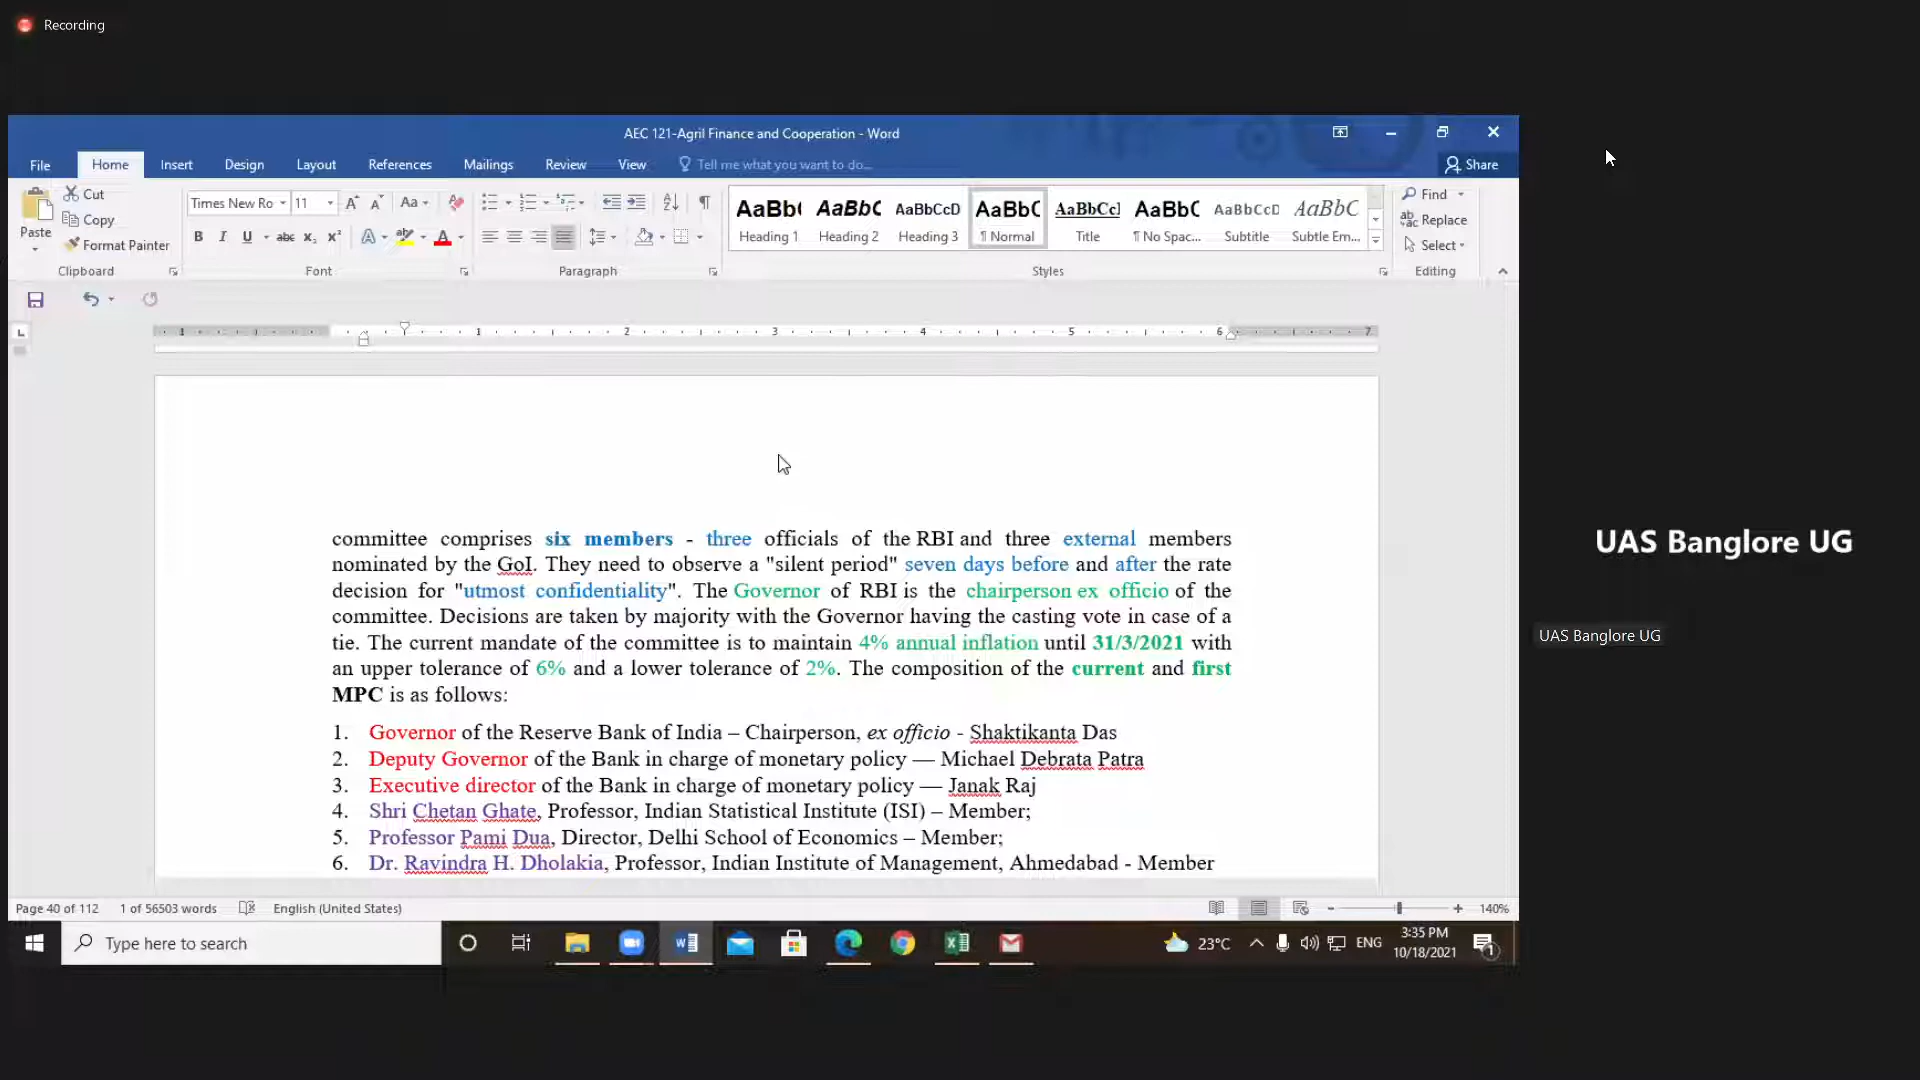 Recording
AEC 121-Agril Finance and Cooperation - Word
File Home Insert Design Layout References Mailings Review View Tell me what you want to do... Share
Paste Cut Copy Format Painter
Times New Ro 11
AaBbC AaBbC AaBbCcD AaBbC AaBbCcI AaBbC AaBbCcD AaBbC
Heading 1 Heading 2 Heading 3 ¶ Normal Title ¶ No Spac... Subtitle Subtle Em...
Find
Replace
Select
Clipboard Font Paragraph Styles Editing
1 1 2 3 4 5 6 7
committee comprises six members - three officials of the RBI and three external members
nominated by the GoI. They need to observe a "silent period" seven days before and after the rate
decision for "utmost confidentiality". The Governor of RBI is the chairperson ex officio of the
committee. Decisions are taken by majority with the Governor having the casting vote in case of a
tie. The current mandate of the committee is to maintain 4% annual inflation until 31/3/2021 with
an upper tolerance of 6% and a lower tolerance of 2%. The composition of the current and first
MPC is as follows:
1. Governor of the Reserve Bank of India – Chairperson, ex officio - Shaktikanta Das
2. Deputy Governor of the Bank in charge of monetary policy — Michael Debrata Patra
3. Executive director of the Bank in charge of monetary policy — Janak Raj
4. Shri Chetan Ghate, Professor, Indian Statistical Institute (ISI) – Member;
5. Professor Pami Dua, Director, Delhi School of Economics – Member;
6. Dr. Ravindra H. Dholakia, Professor, Indian Institute of Management, Ahmedabad - Member
UAS Banglore UG
UAS Banglore UG
Page 40 of 112 1 of 56503 words English (United States) 140%
Type here to search 23°C ENG 3:35 PM
10/18/2021 1